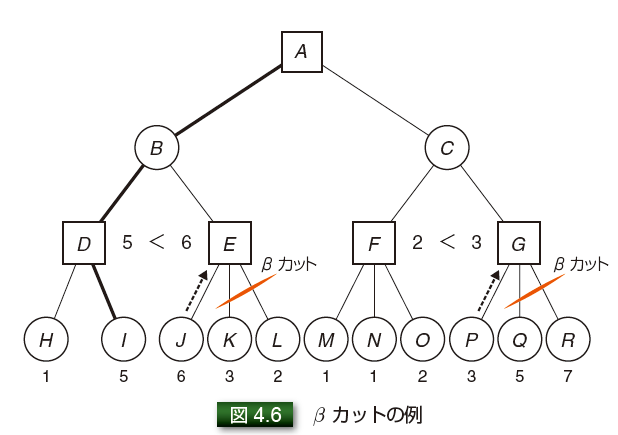 A
B
C
D 5 < 6 E F 2 < 3 G
β カット β カット
H I J K L M N O P Q R
1 5 6 3 2 1 1 2 3 5 7
図 4.6 β カットの例